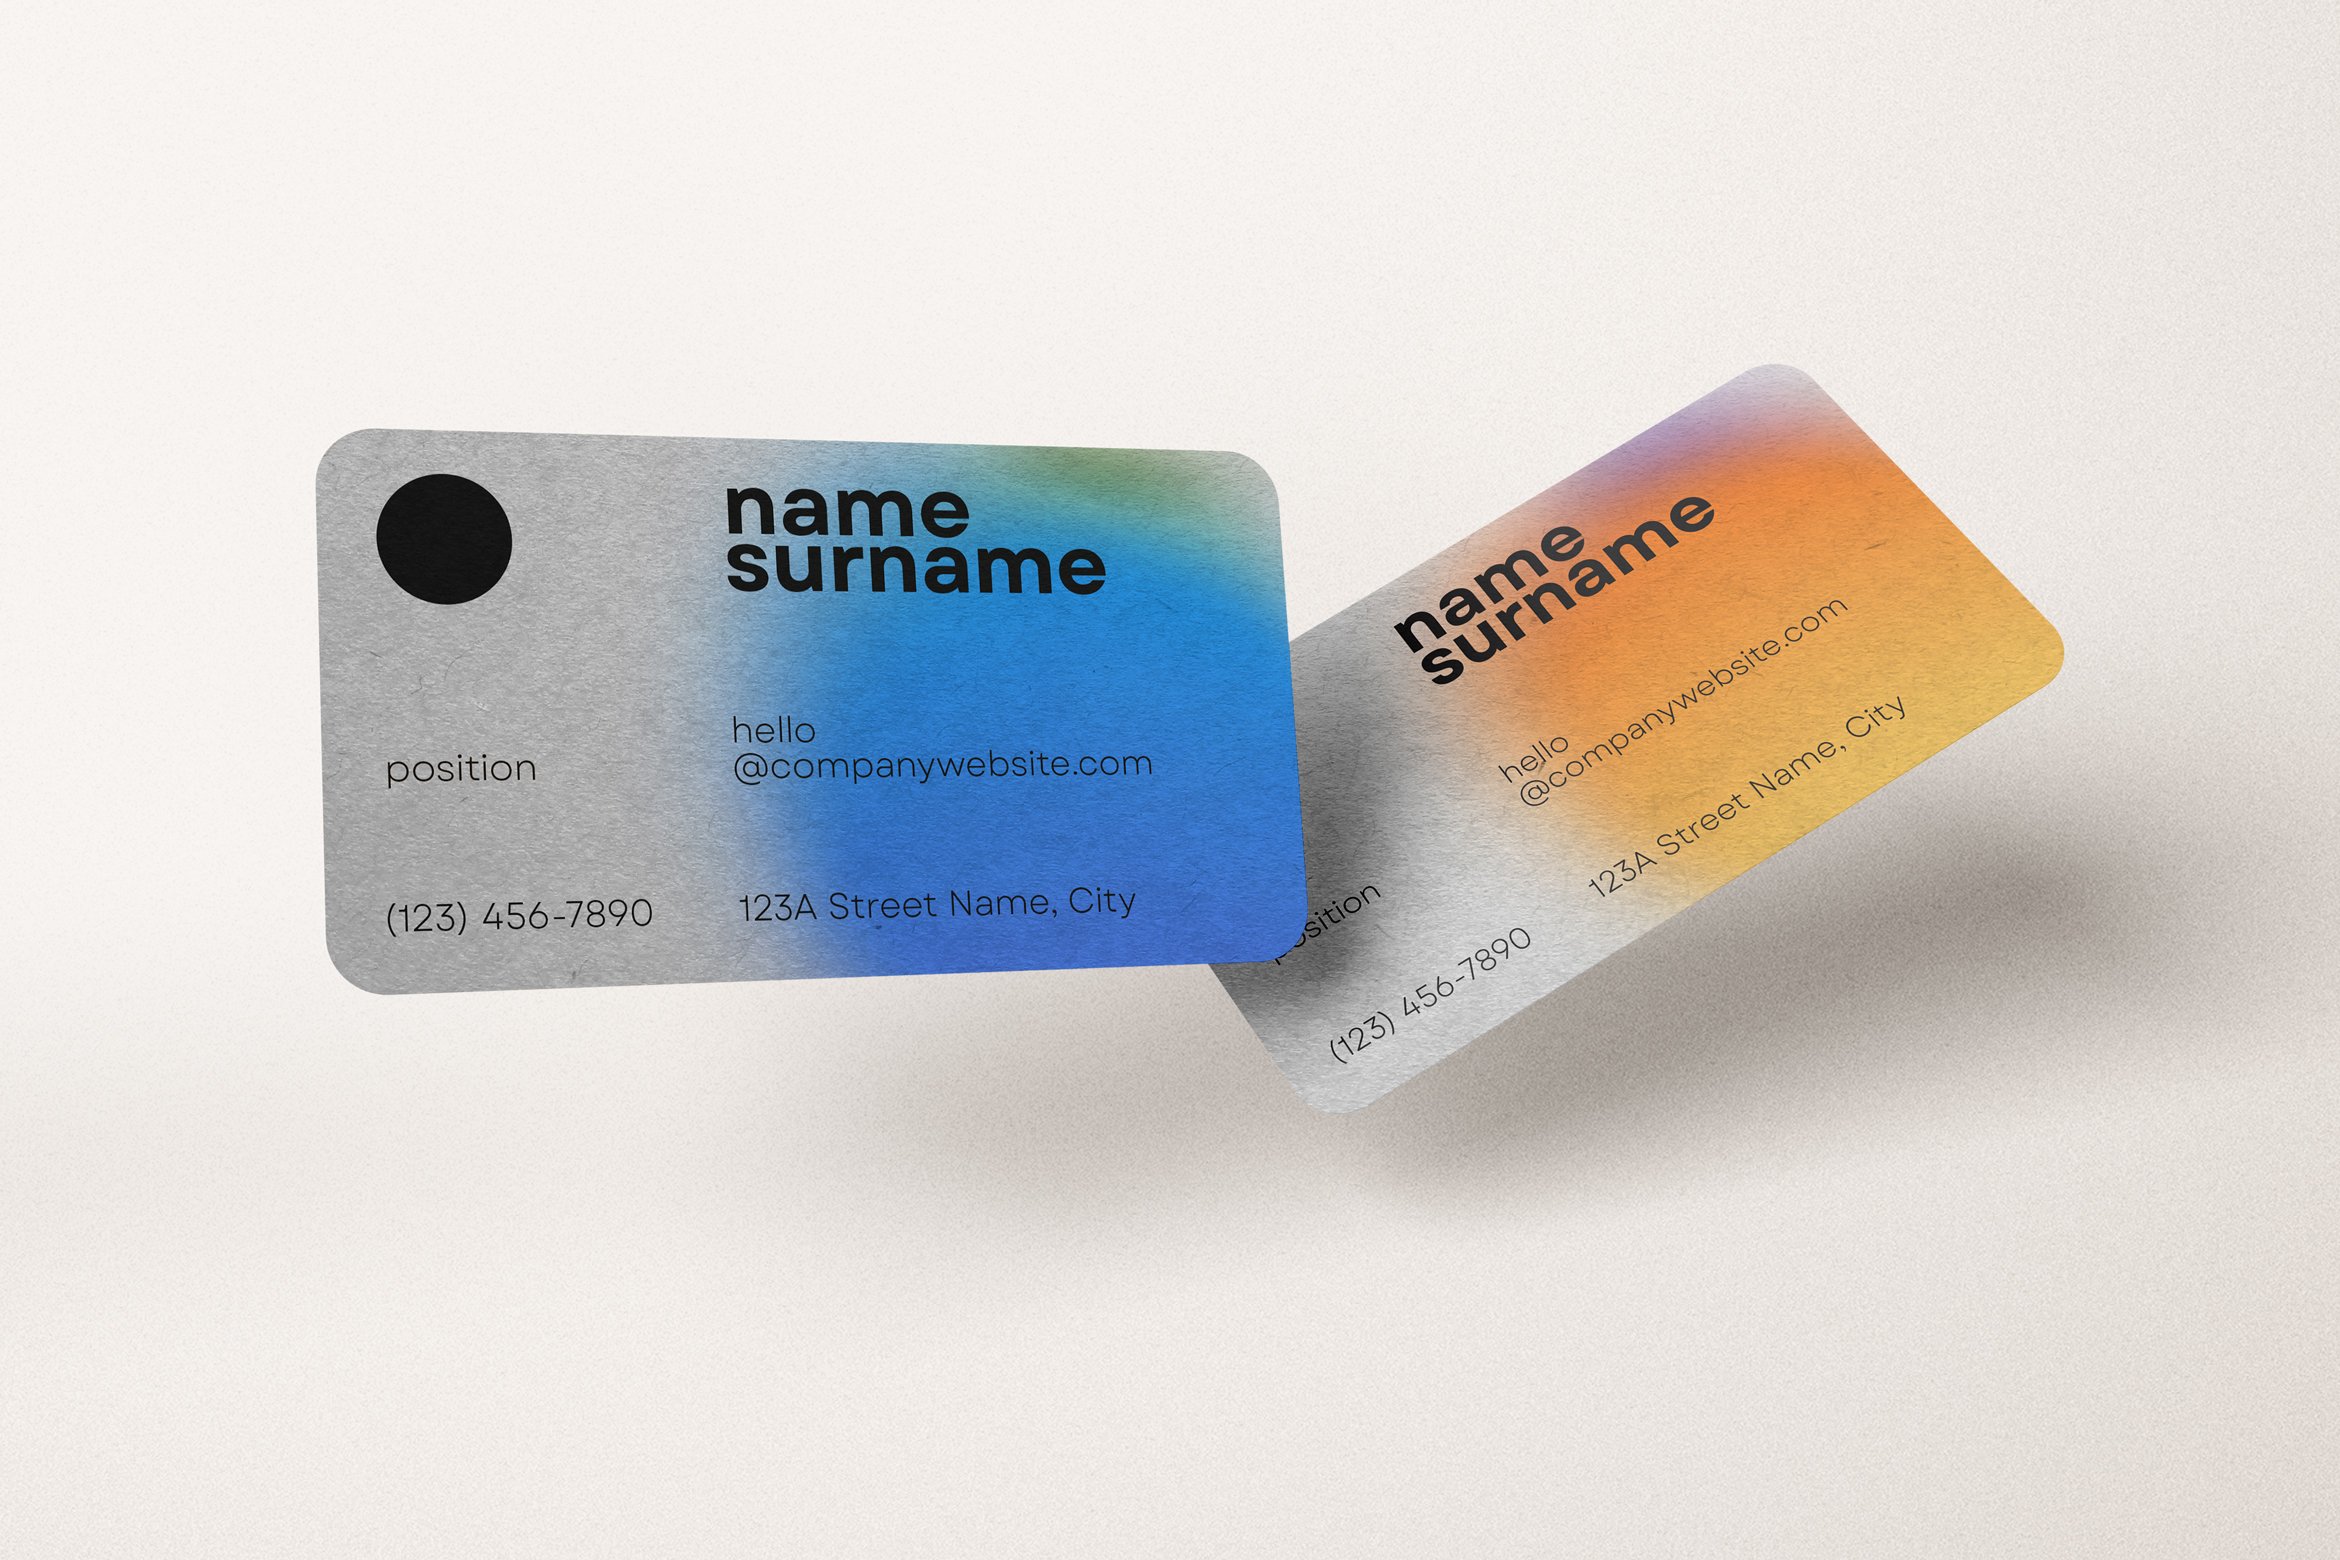 name
surname
hello
@companywebsite.com
position
(123) 456-7890
123A Street Name, City
name
surname
hello
@companywebsite.com
position
(123) 456-7890
123A Street Name, City